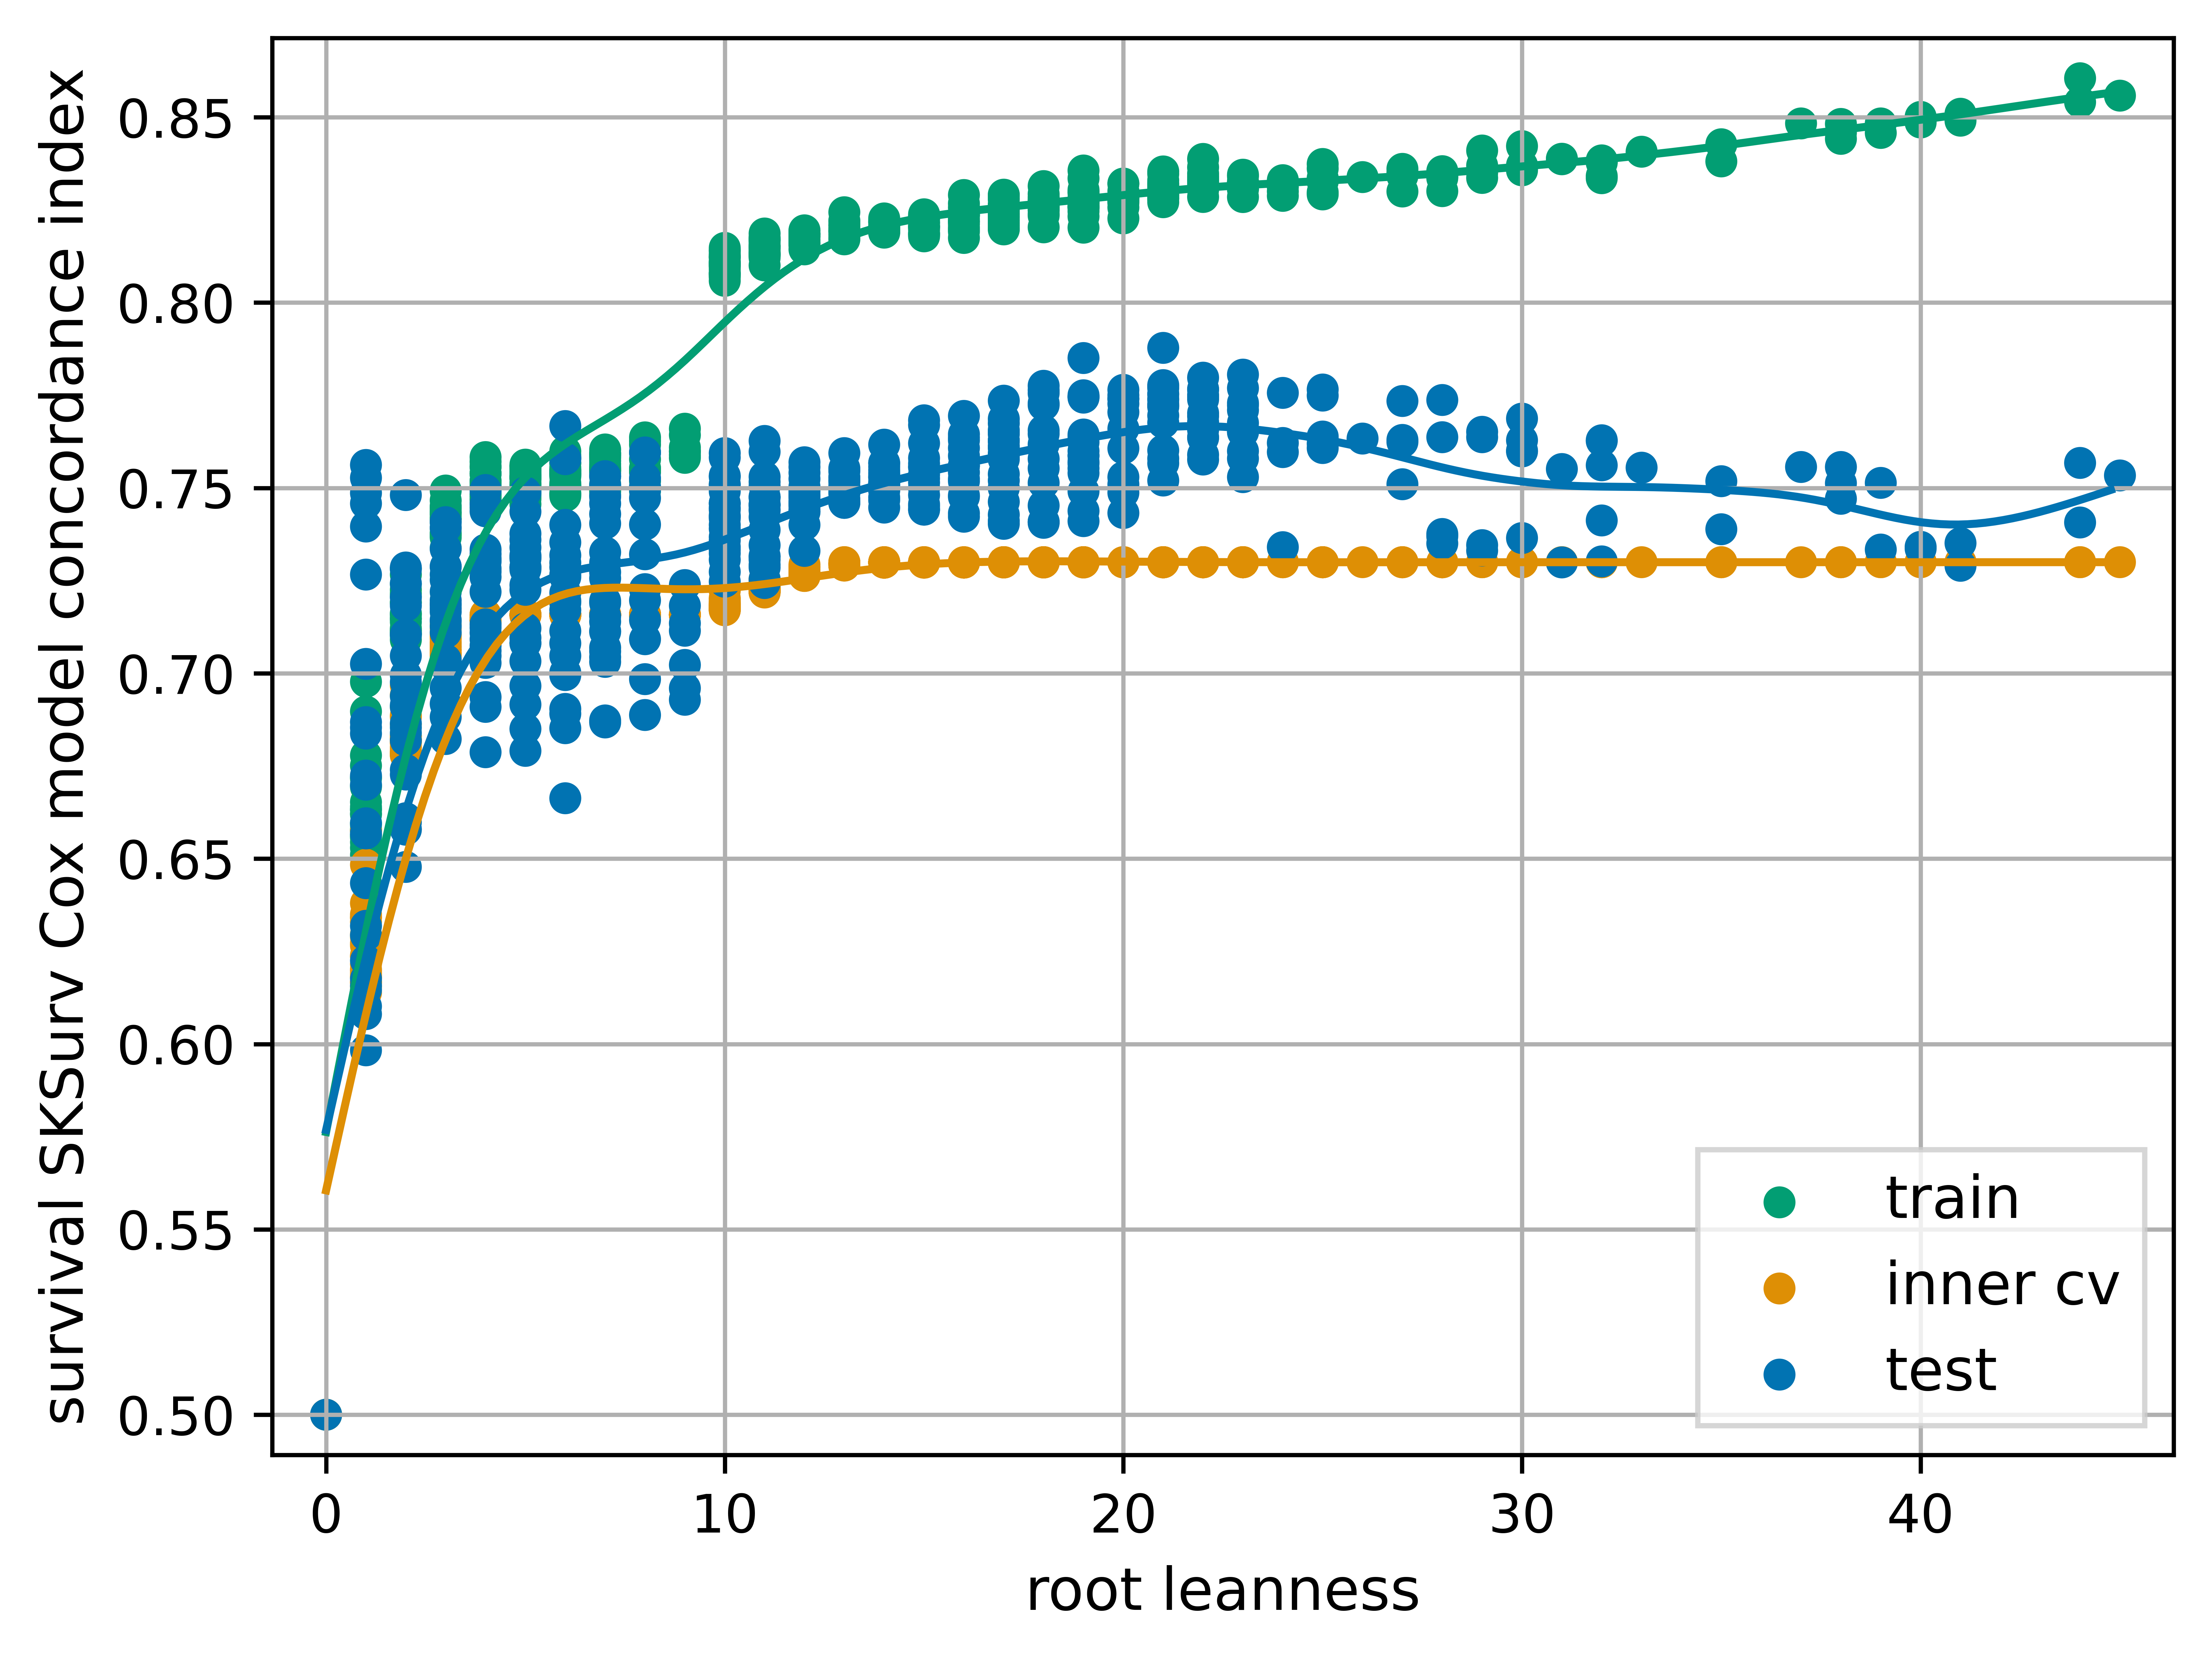 survival SKSurv Cox model concordance index
0.85
0.80
0.75
0.70
0.65
0.60
0.55
0.50
0 10 20 30 40
root leanness
train
inner cv
test